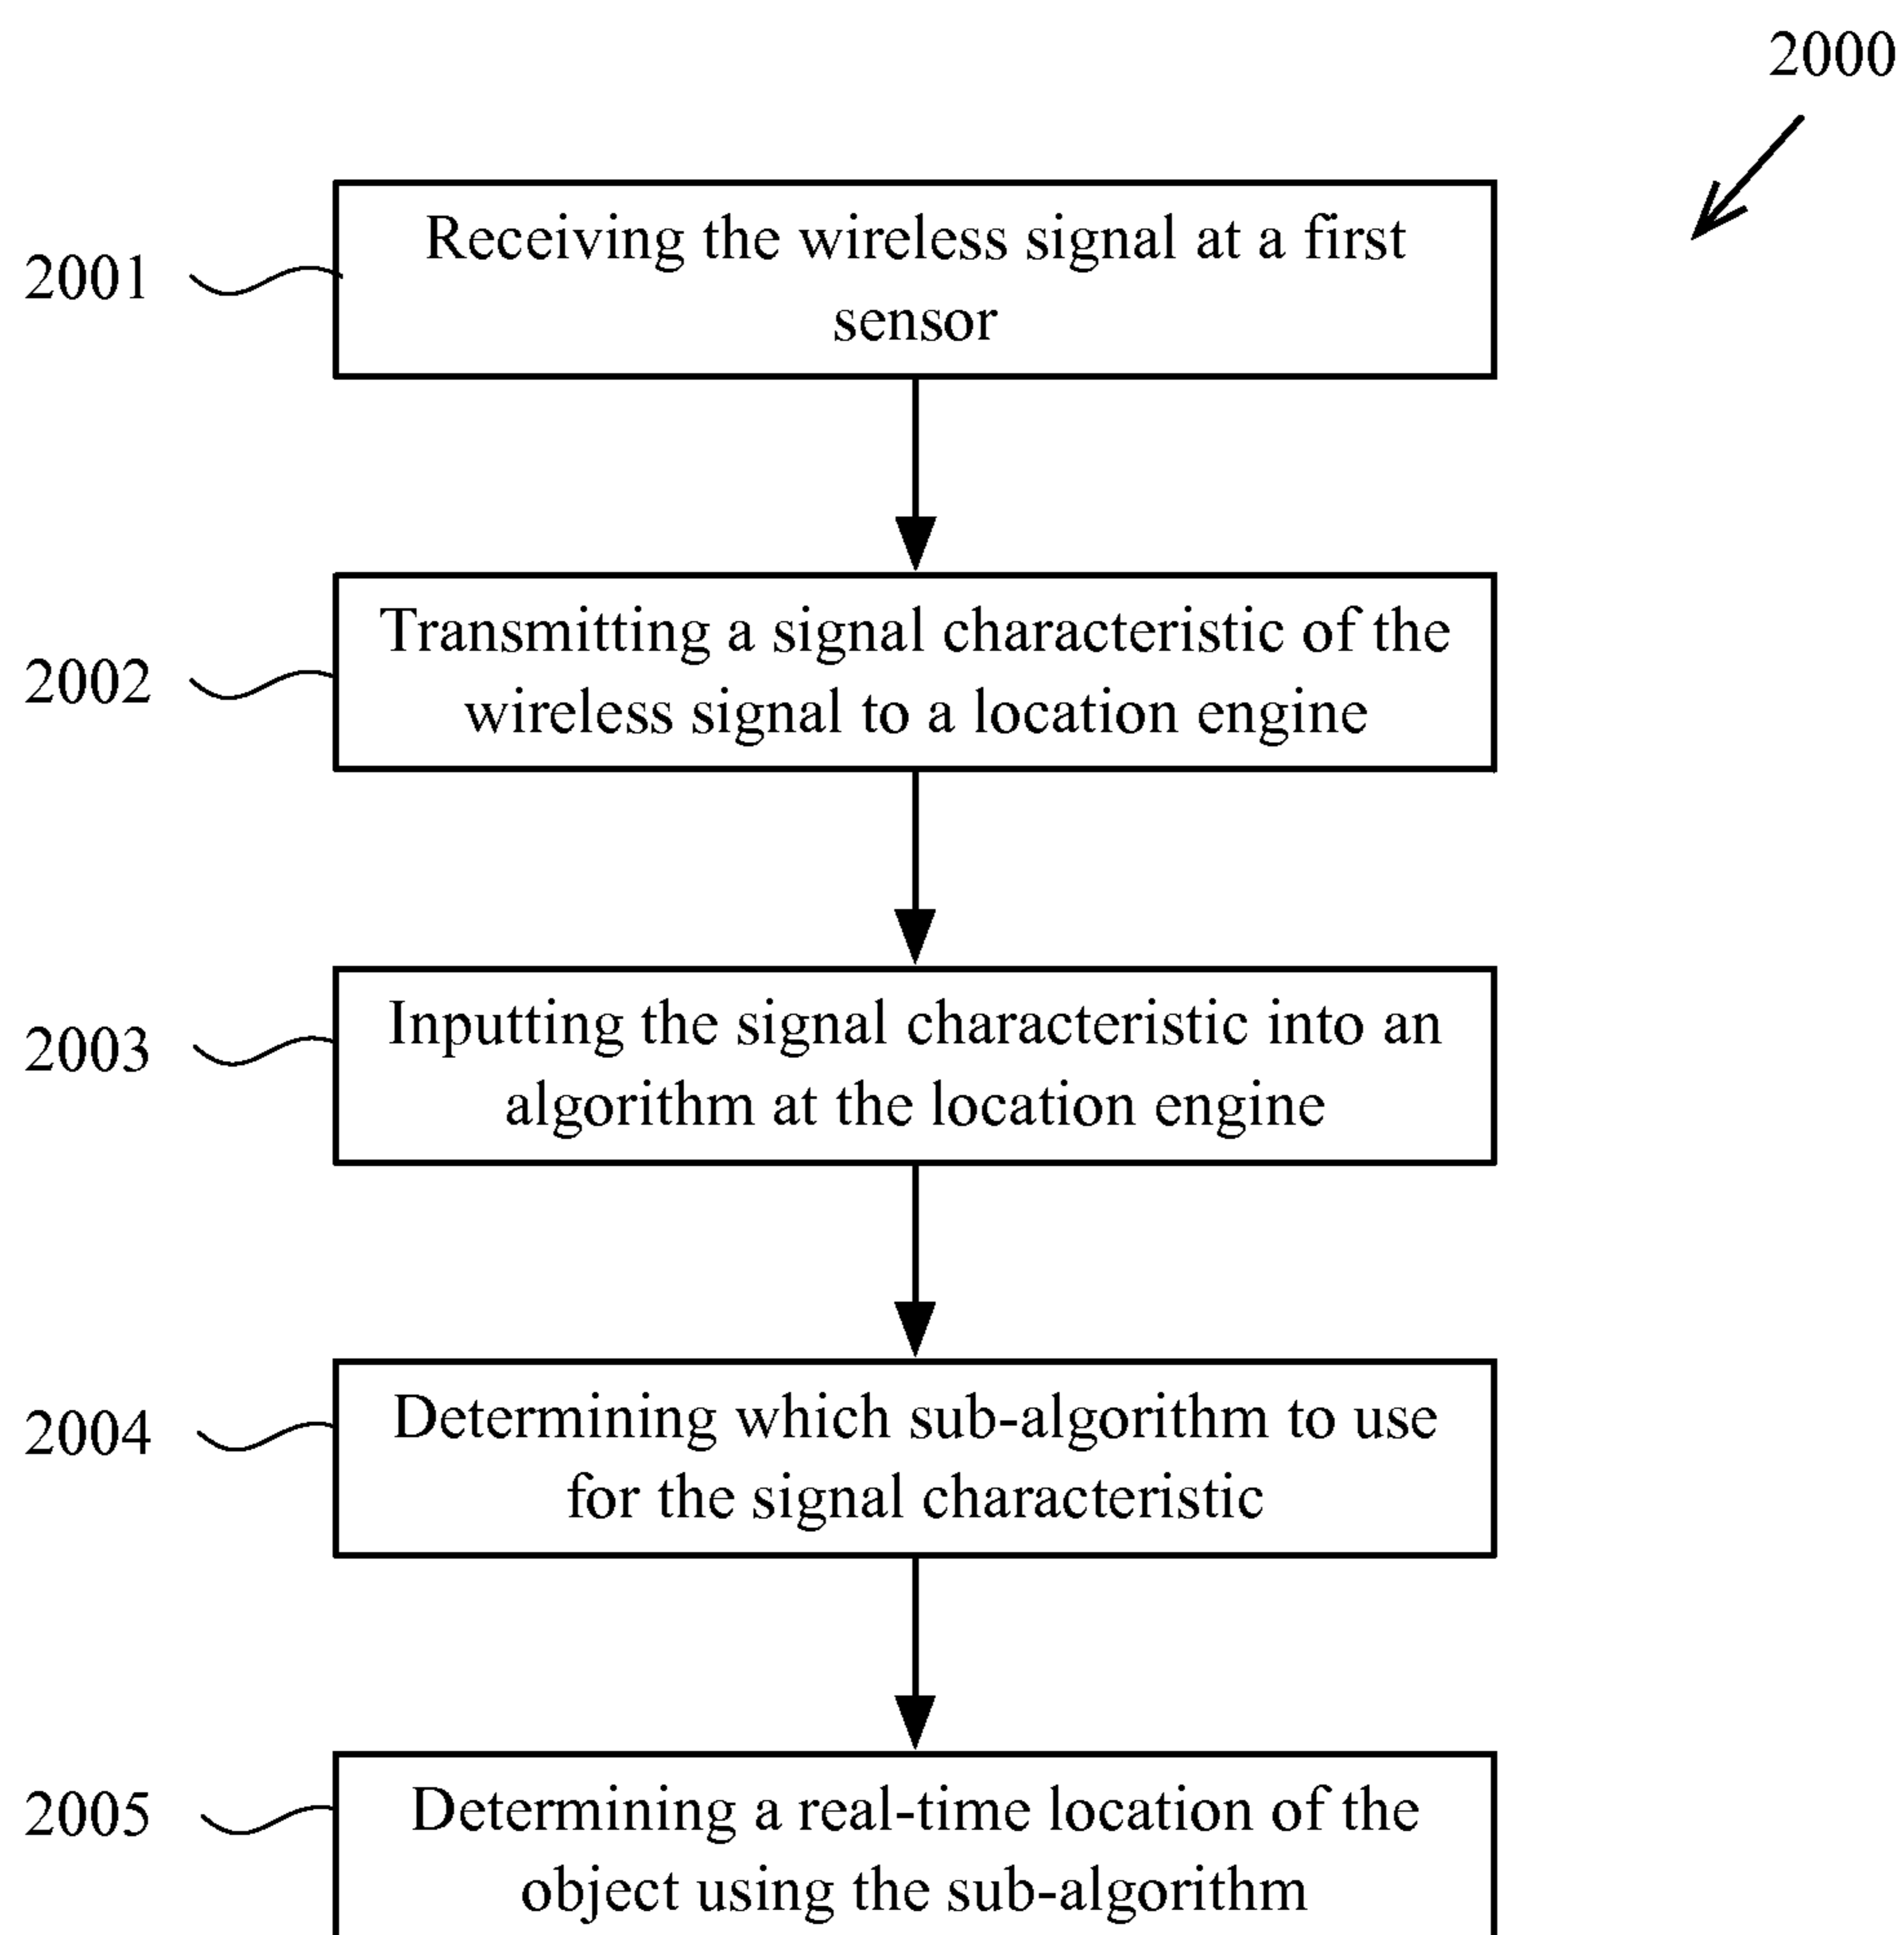 2000
2001
Receiving the wireless signal at a first
sensor
2002
Transmitting a signal characteristic of the
wireless signal to a location engine
2003
Inputting the signal characteristic into an
algorithm at the location engine
2004
Determining which sub-algorithm to use
for the signal characteristic
2005
Determining a real-time location of the
object using the sub-algorithm